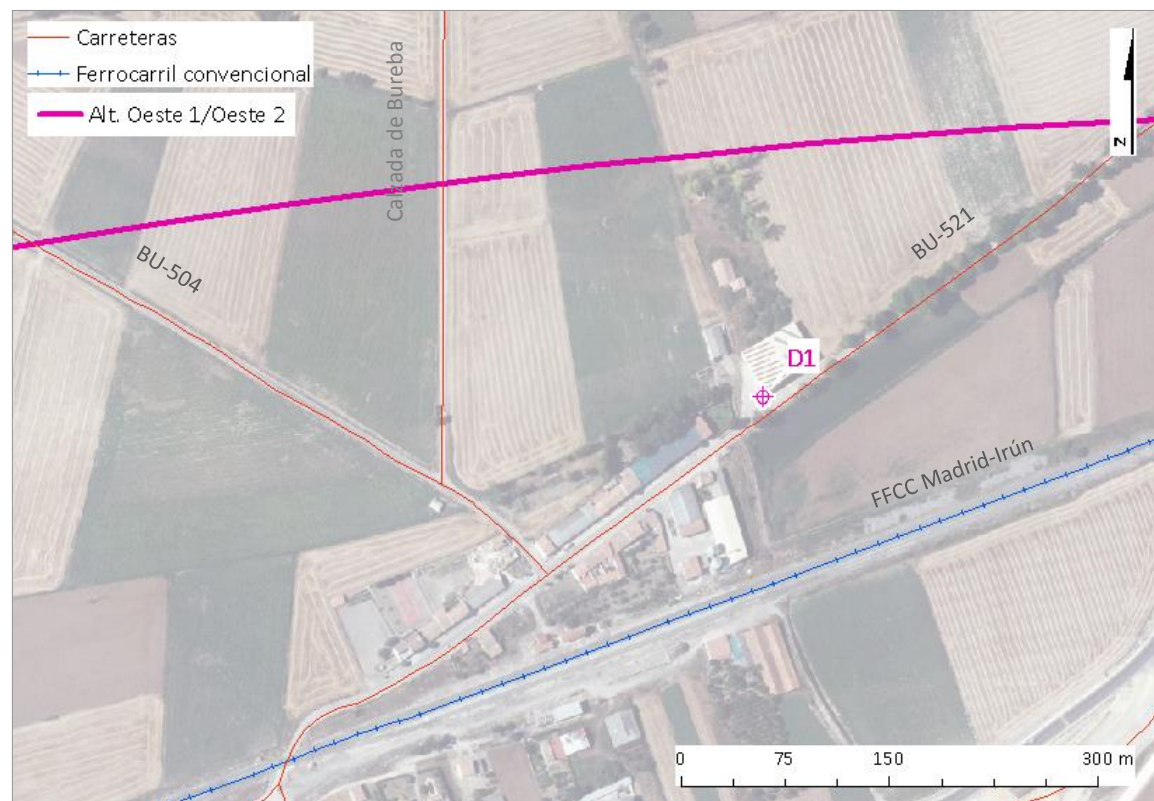 Carreteras
Ferrocarril convencional
Alt. Oeste 1/Oeste 2
Calzada de Bureba
N
BU-504
BU-521
D1
FFCC Madrid-Irún
0 75 150 300 m